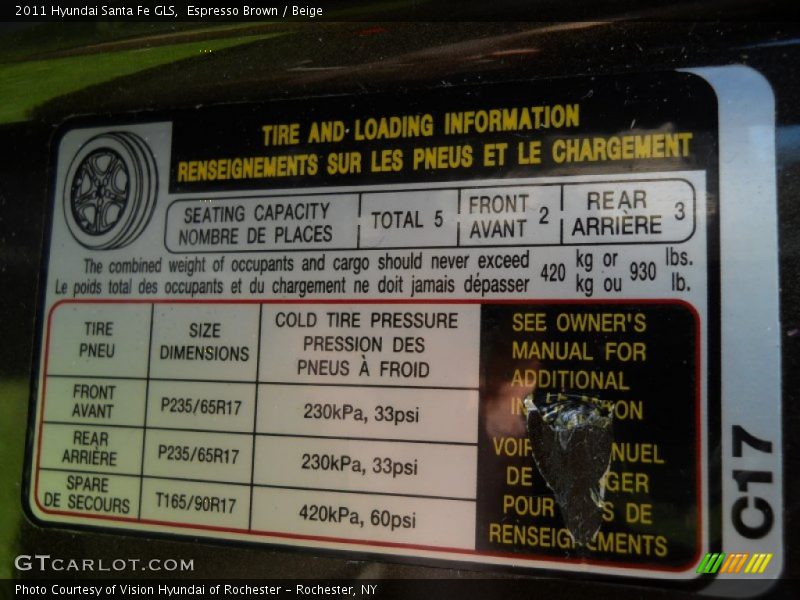 2011 Hyundai Santa Fe GLS, Espresso Brown / Beige
TIRE AND LOADING INFORMATION
RENSEIGNEMENTS SUR LES PNEUS ET LE CHARGEMENT
SEATING CAPACITY
NOMBRE DE PLACES
TOTAL 5
FRONT
AVANT 2
REAR
ARRIÈRE 3
The combined weight of occupants and cargo should never exceed 420 kg or 930 lbs.
Le poids total des occupants et du chargement ne doit jamais dépasser kg ou lb.
TIRE
PNEU
SIZE
DIMENSIONS
COLD TIRE PRESSURE
PRESSION DES
PNEUS À FROID
FRONT
AVANT
P235/65R17
230kPa, 33psi
REAR
ARRIÈRE
P235/65R17
230kPa, 33psi
SPARE
DE SECOURS
T165/90R17
420kPa, 60psi
SEE OWNER'S
MANUAL FOR
ADDITIONAL
VOIR
DE
POUR DE
C17
GTCARLOT.COM
Photo Courtesy of Vision Hyundai of Rochester - Rochester, NY